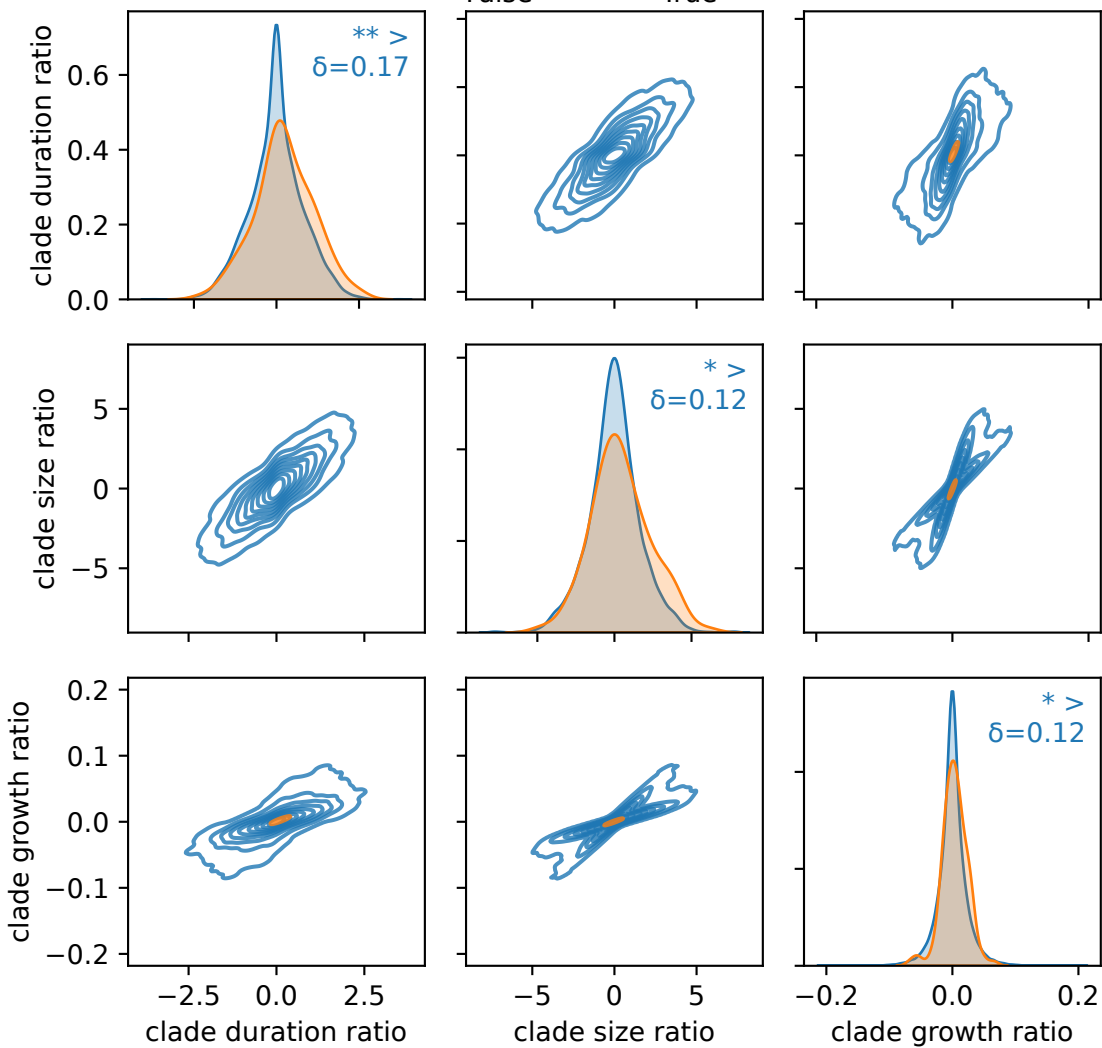 clade duration ratio
0.6
0.4
0.2
0.0
** >
δ=0.17
clade size ratio
5
0
−5
* >
δ=0.12
clade growth ratio
0.2
0.1
0.0
−0.1
−0.2
* >
δ=0.12
−2.5 0.0 2.5
−5 0 5
−0.2 0.0 0.2
clade duration ratio
clade size ratio
clade growth ratio